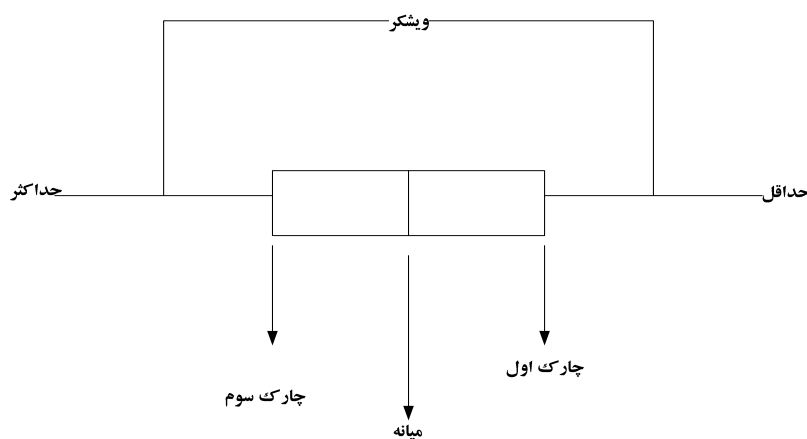 ویشکر
حداقل
حداکثر
چارک اول
چارک سوم
میانه